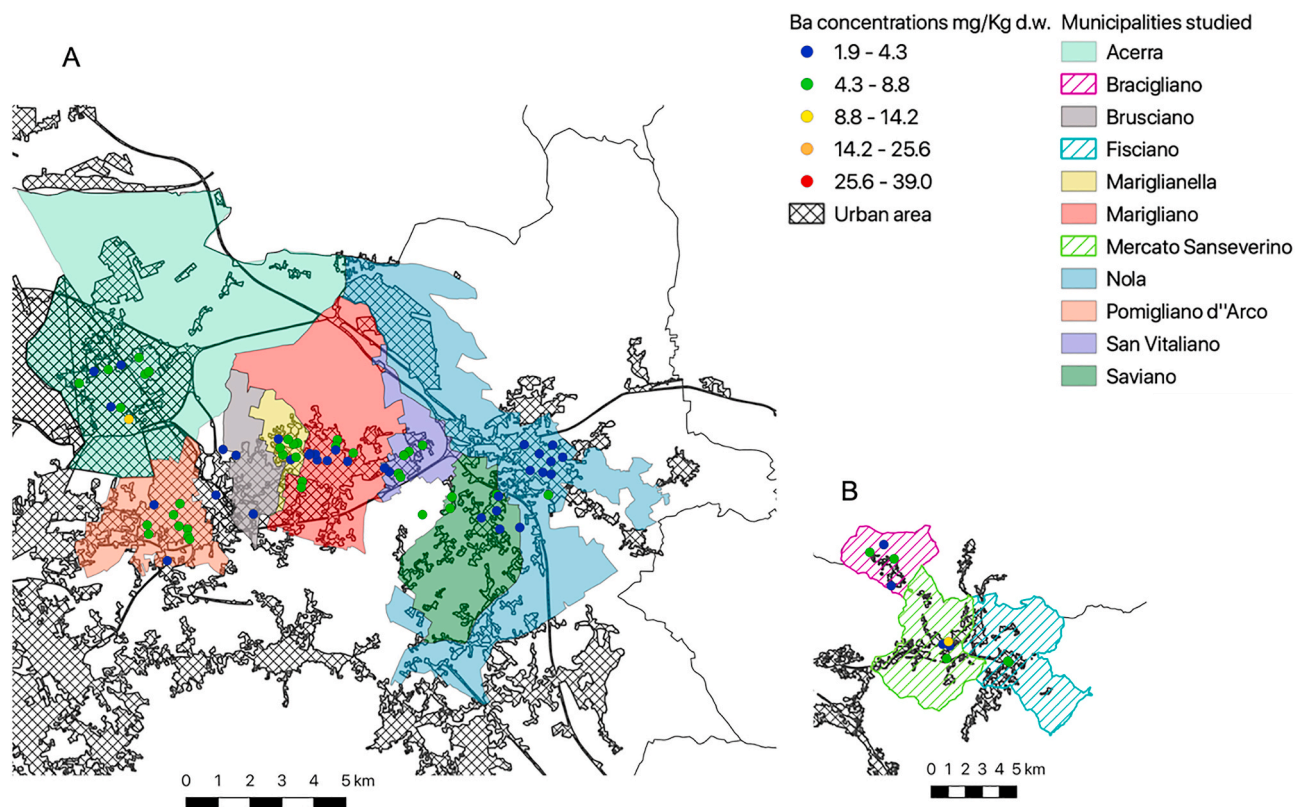 A
Ba concentrations mg/Kg d.w.
1.9 - 4.3
4.3 - 8.8
8.8 - 14.2
14.2 - 25.6
25.6 - 39.0
Urban area
Municipalities studied
Acerra
Bracigliano
Brusciano
Fisciano
Mariglianella
Marigliano
Mercato Sanseverino
Nola
Pomigliano d''Arco
San Vitaliano
Saviano
B
0 1 2 3 4 5 km
0 1 2 3 4 5 km